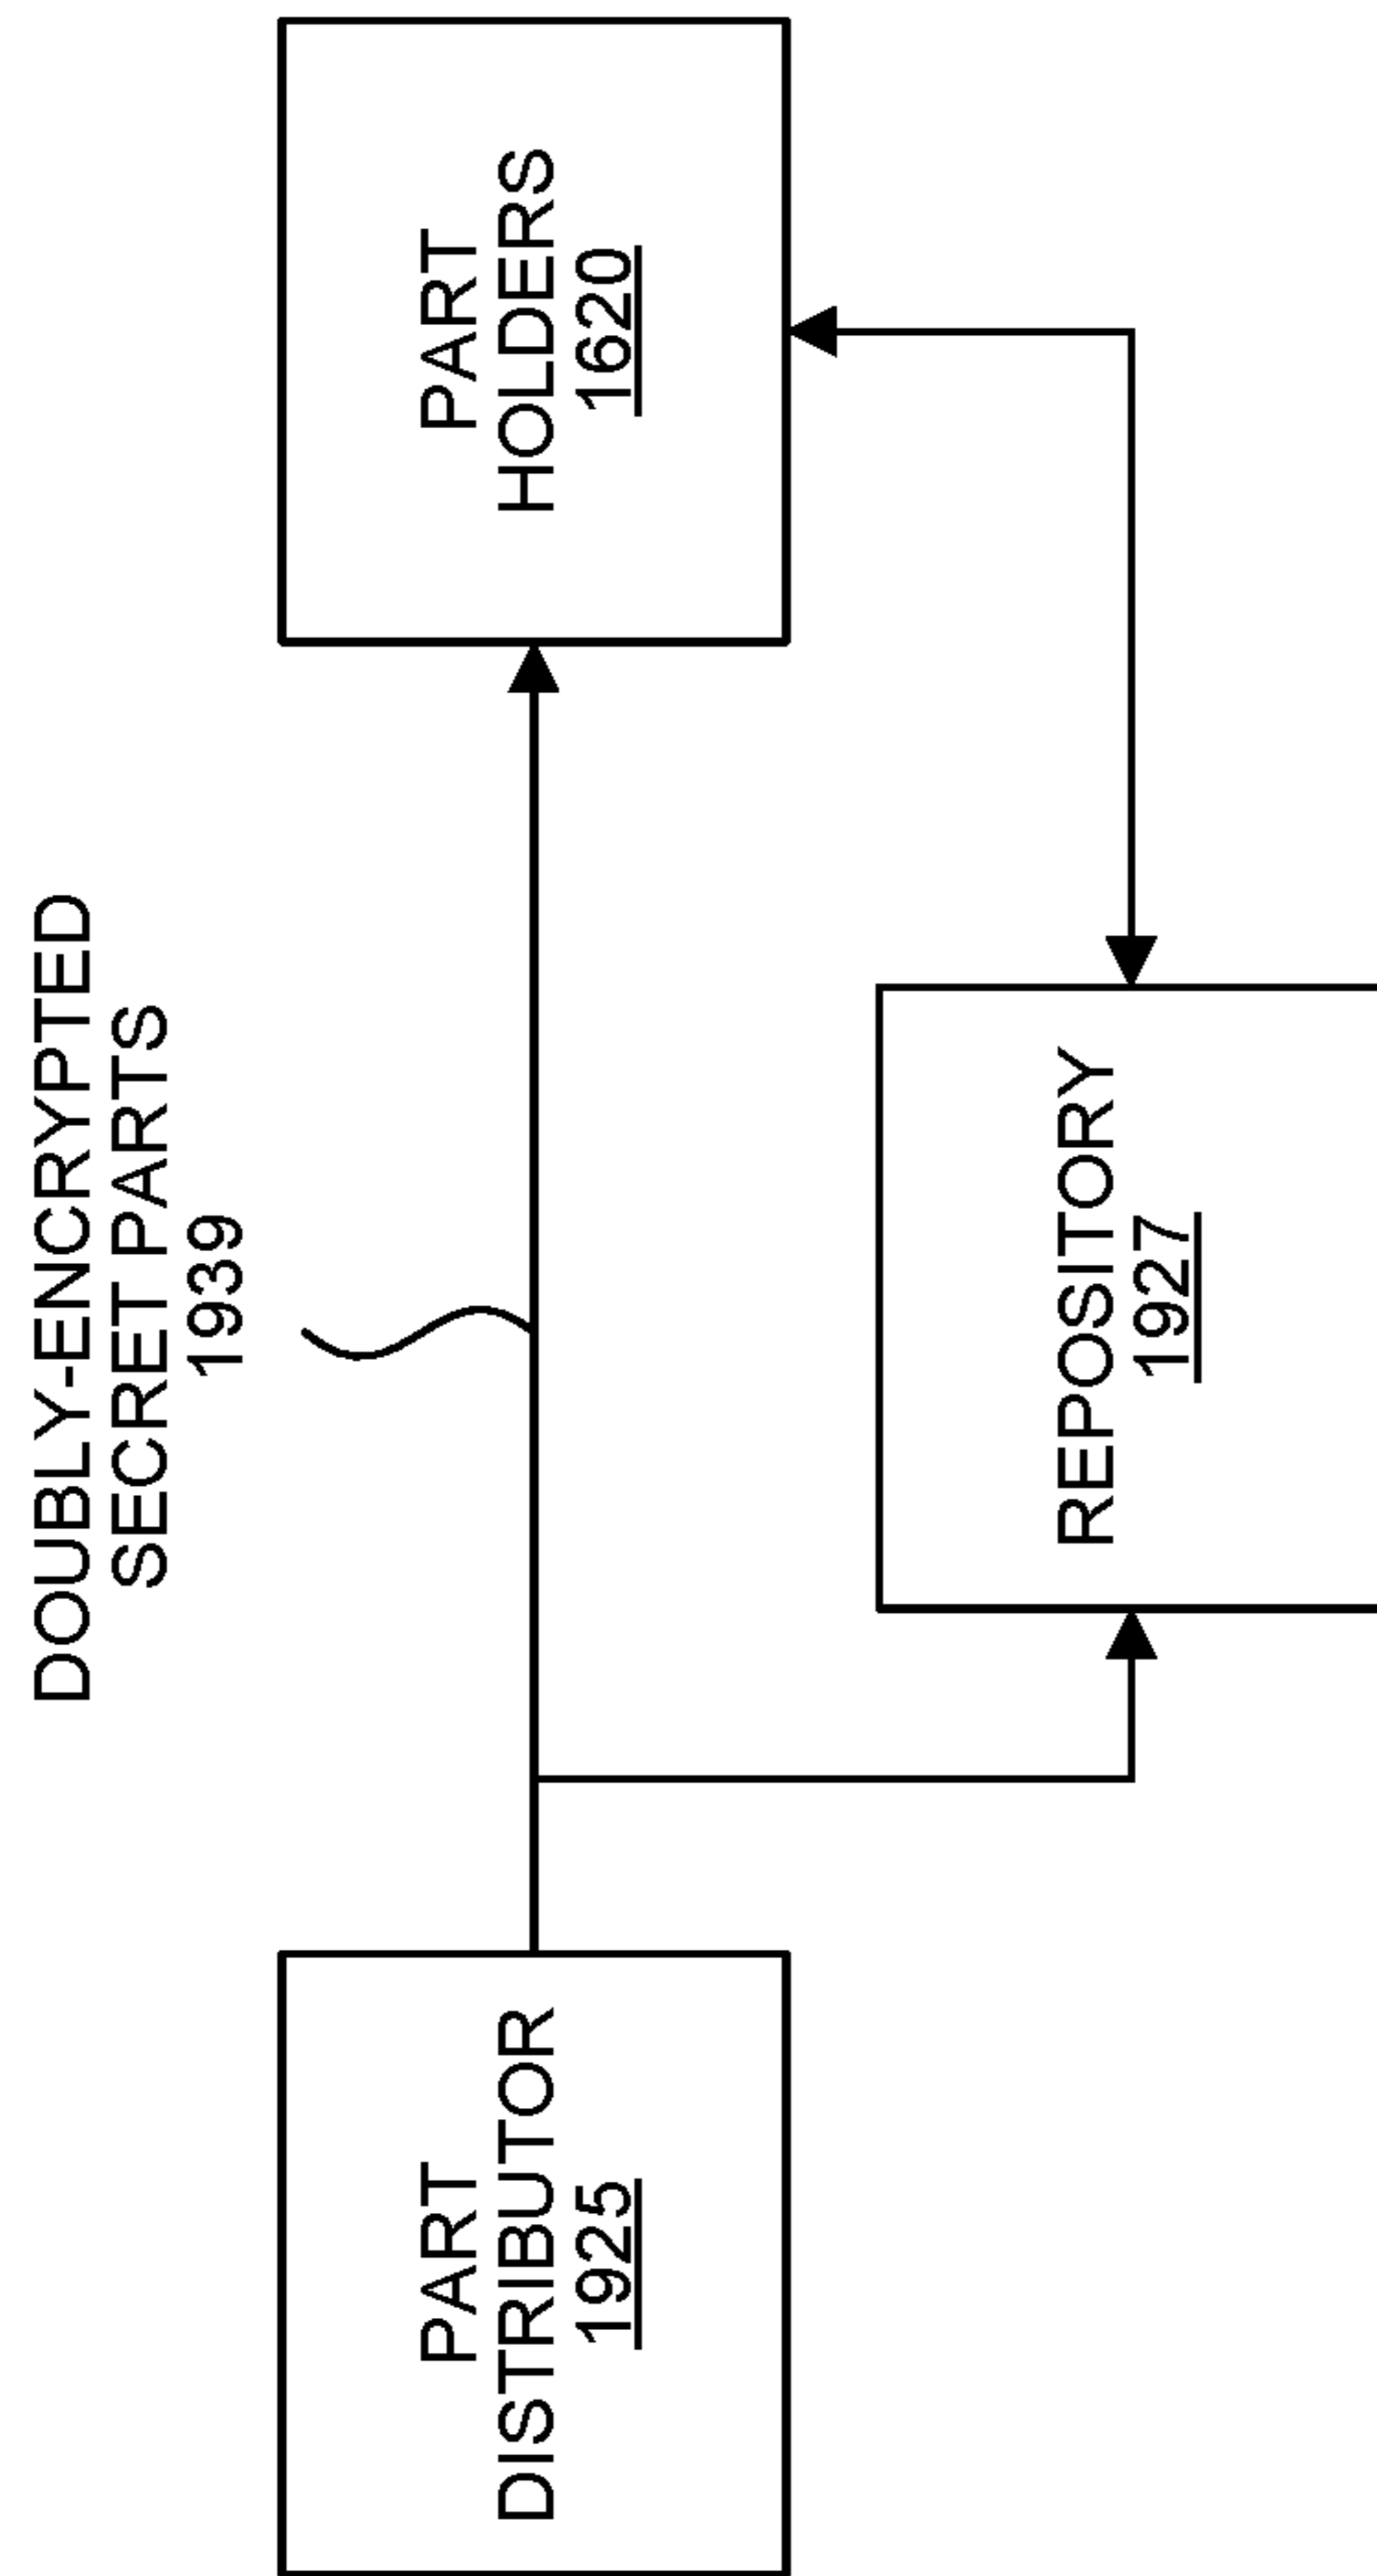 DOUBLY-ENCRYPTED
SECRET PARTS
1939
PART
DISTRIBUTOR
1925
PART
HOLDERS
1620
REPOSITORY
1927